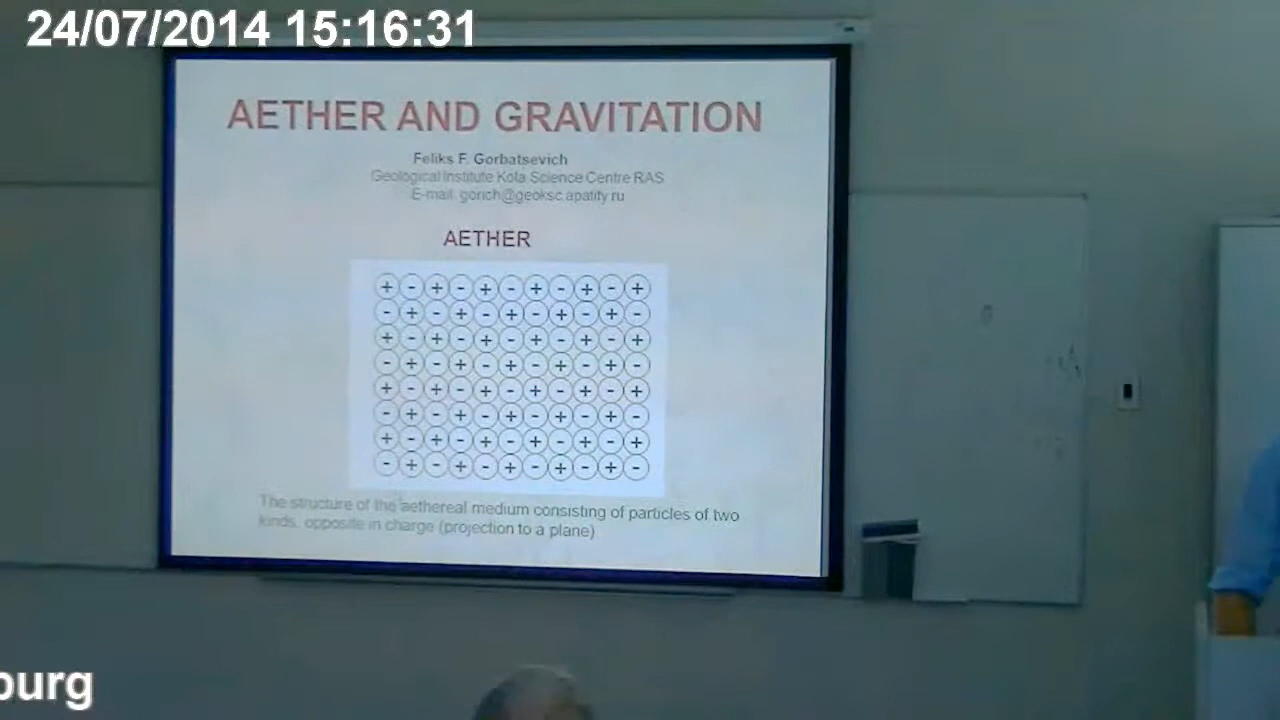 24/07/2014 15:16:31
AETHER AND GRAVITATION
Feliks F. Gorbatsevich
Geological Institute Kola Science Centre RAS
E-mail: gorich@geoksc.apatity.ru
AETHER
+ - + - + - + - + - +
- + - + - + - + - + -
+ - + - + - + - + - +
- + - + - + - + - + -
+ - + - + - + - + - +
- + - + - + - + - + -
+ - + - + - + - + - +
- + - + - + - + - + -
The structure of the aethereal medium consisting of particles of two
kinds, opposite in charge (projection to a plane)
burg